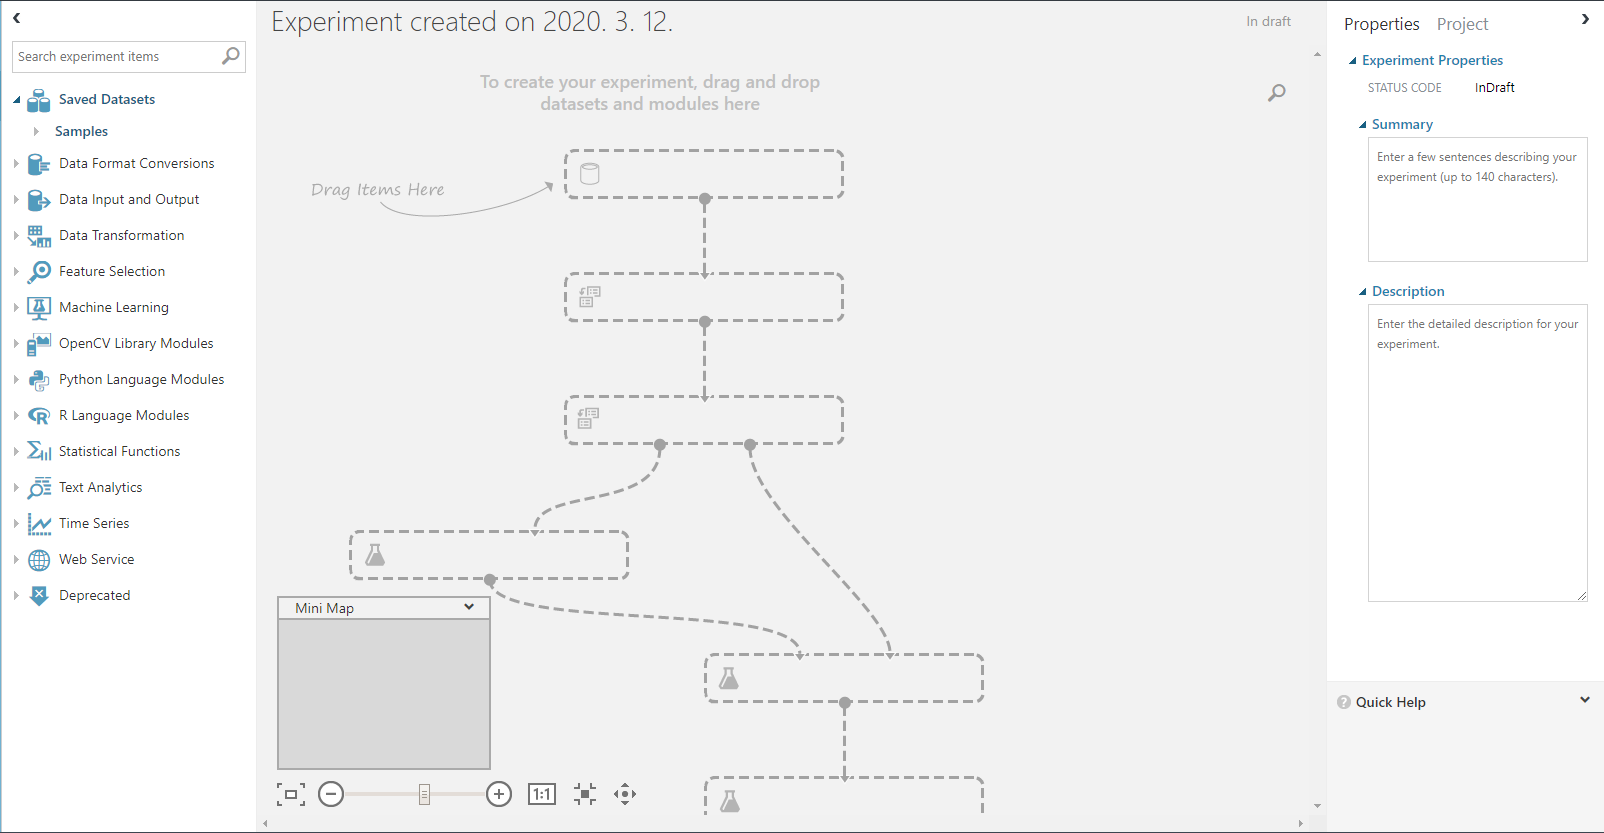 Search experiment items
Saved Datasets
Samples
Data Format Conversions
Data Input and Output
Data Transformation
Feature Selection
Machine Learning
OpenCV Library Modules
Python Language Modules
R Language Modules
Statistical Functions
Text Analytics
Time Series
Web Service
Deprecated
Experiment created on 2020. 3. 12.
In draft
To create your experiment, drag and drop
datasets and modules here
Drag Items Here
Mini Map
1:1
Properties Project
Experiment Properties
STATUS CODE InDraft
Summary
Enter a few sentences describing your
experiment (up to 140 characters).
Description
Enter the detailed description for your
experiment.
? Quick Help